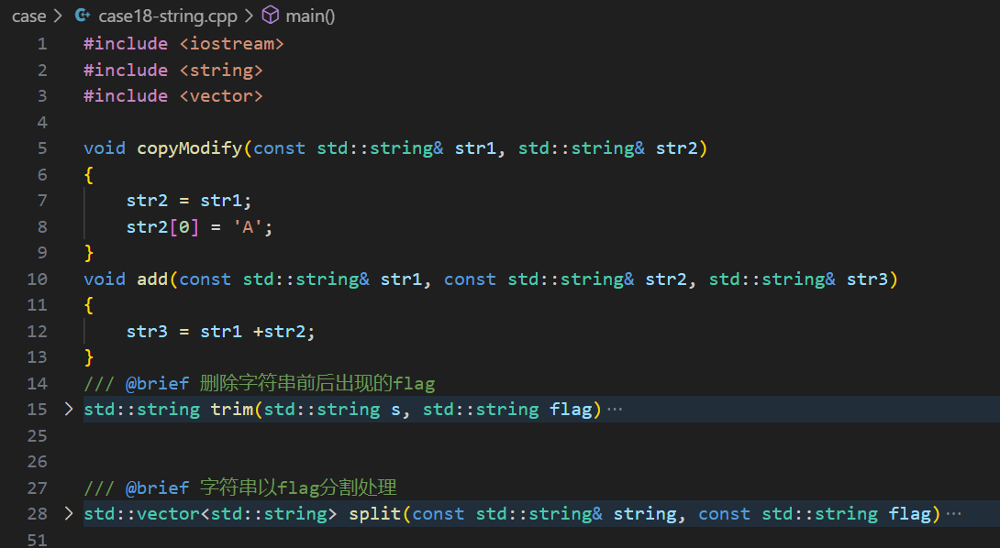 case > case18-string.cpp > main()
1 #include <iostream>
2 #include <string>
3 #include <vector>
4
5 void copyModify(const std::string& str1, std::string& str2)
6 {
7     str2 = str1;
8     str2[0] = 'A';
9 }
10 void add(const std::string& str1, const std::string& str2, std::string& str3)
11 {
12     str3 = str1 +str2;
13 }
14 /// @brief 删除字符串前后出现的flag
15 > std::string trim(std::string s, std::string flag)···
25
26
27 /// @brief 字符串以flag分割处理
28 > std::vector<std::string> split(const std::string& string, const std::string flag)···
51